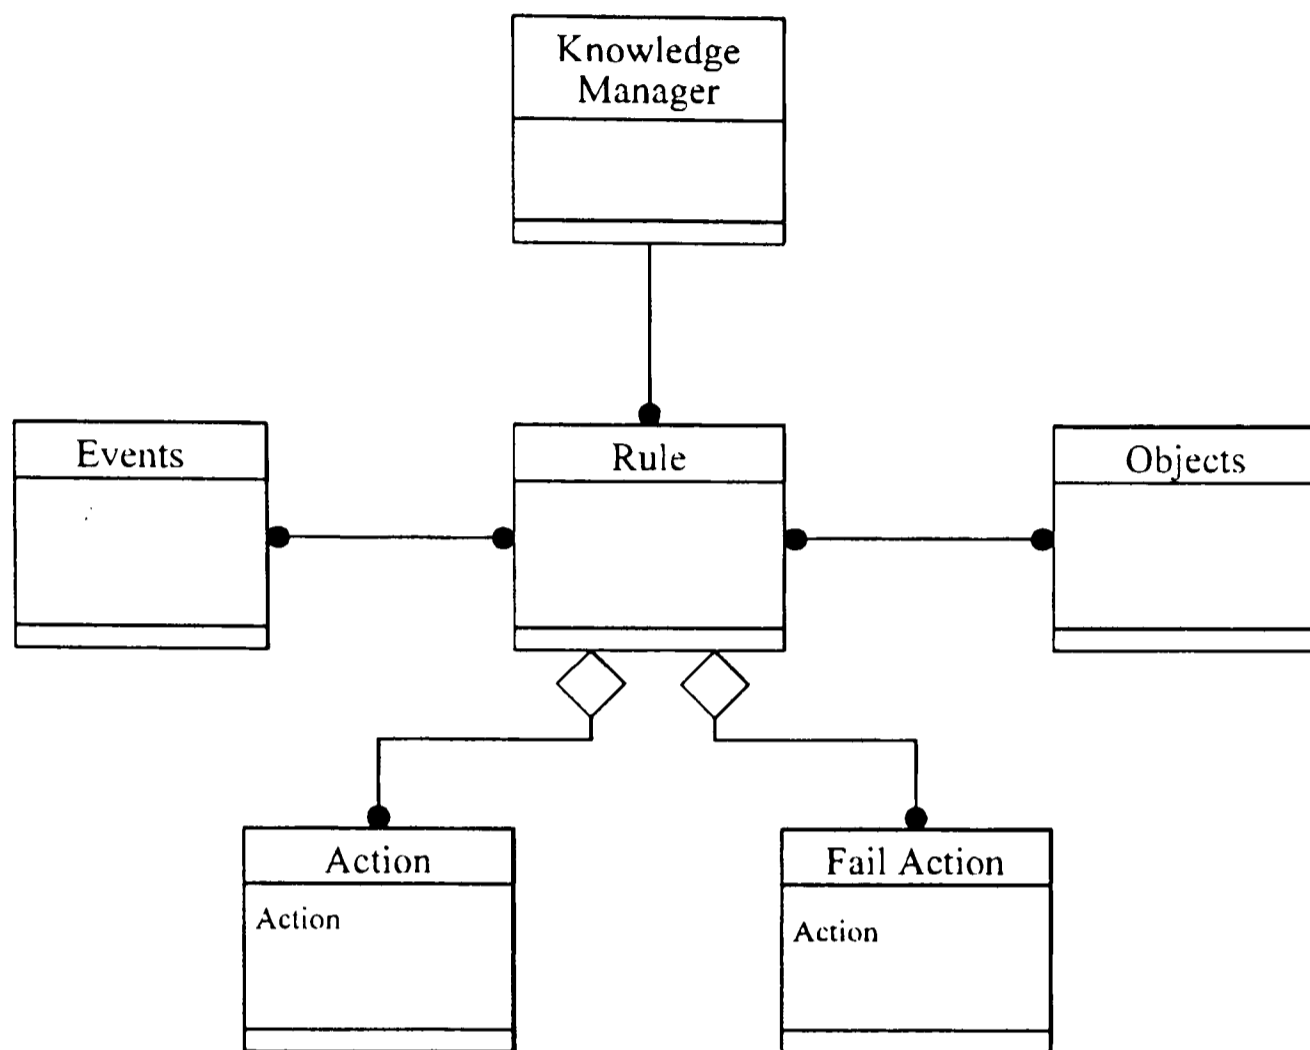 Knowledge
Manager
Events
Rule
Objects
Action
Action
Fail Action
Action